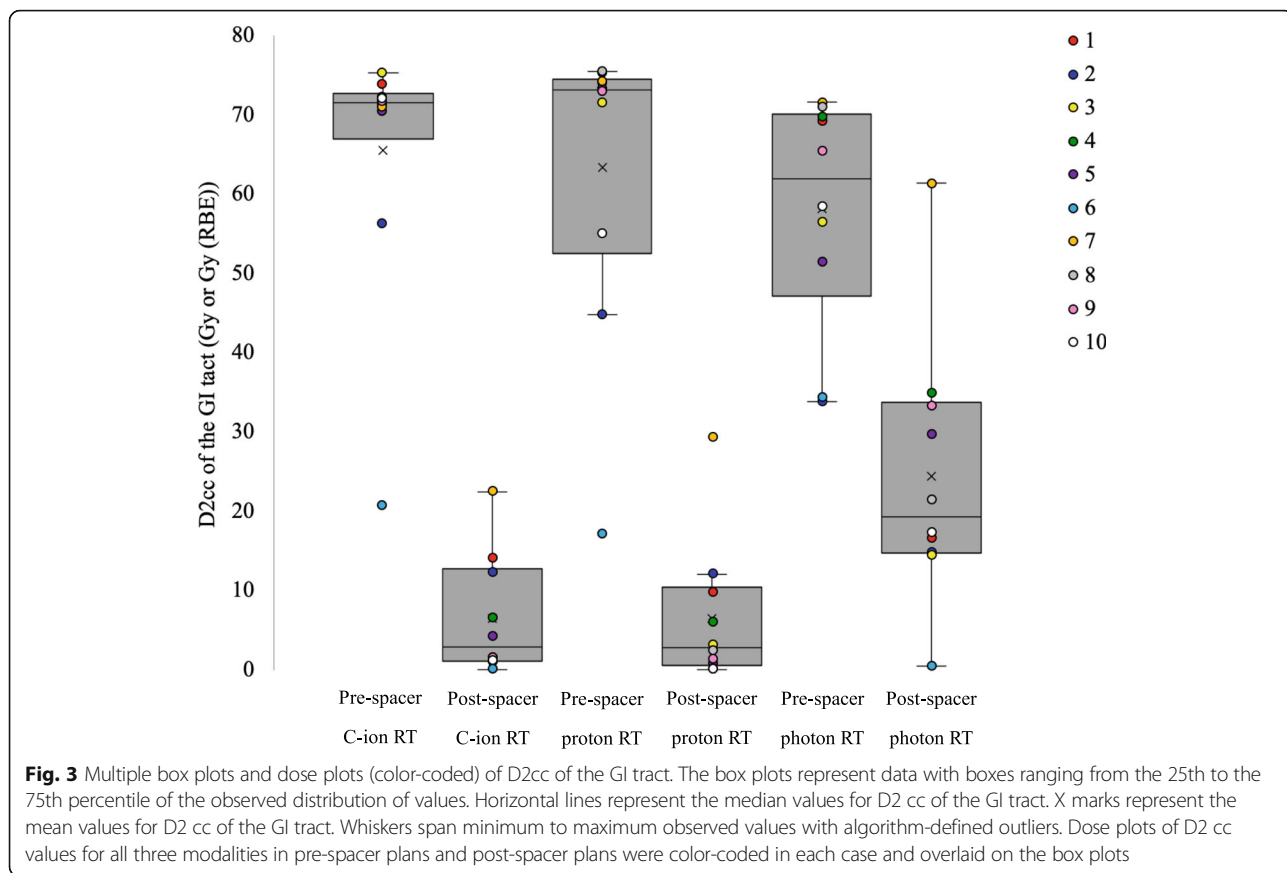 80
70
60
50
40
30
20
10
0
D2cc of the GI tact (Gy or Gy (RBE))
Pre-spacer C-ion RT
Post-spacer C-ion RT
Pre-spacer proton RT
Post-spacer proton RT
Pre-spacer photon RT
Post-spacer photon RT
1
2
3
4
5
6
7
8
9
10
Fig. 3 Multiple box plots and dose plots (color-coded) of D2cc of the GI tract. The box plots represent data with boxes ranging from the 25th to the
75th percentile of the observed distribution of values. Horizontal lines represent the median values for D2 cc of the GI tract. X marks represent the
mean values for D2 cc of the GI tract. Whiskers span minimum to maximum observed values with algorithm-defined outliers. Dose plots of D2 cc
values for all three modalities in pre-spacer plans and post-spacer plans were color-coded in each case and overlaid on the box plots